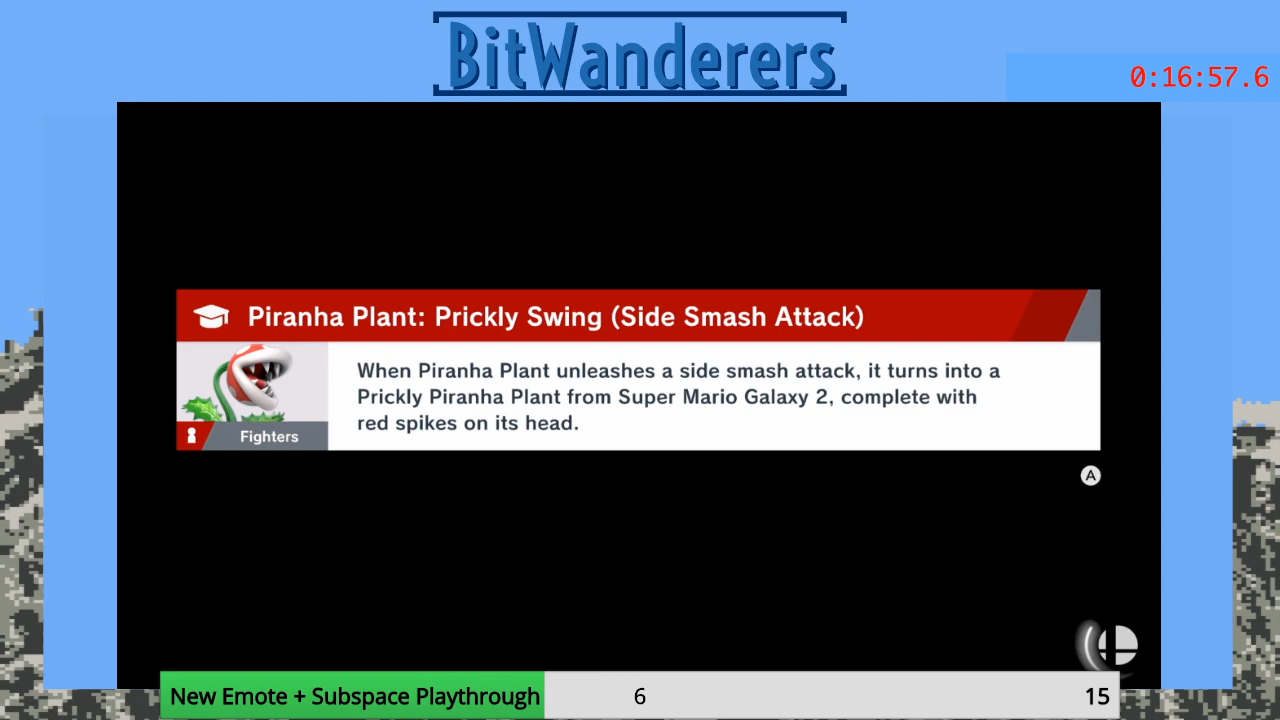 BitWanderers
0:16:57.6
Piranha Plant: Prickly Swing (Side Smash Attack)
When Piranha Plant unleashes a side smash attack, it turns into a
Prickly Piranha Plant from Super Mario Galaxy 2, complete with
red spikes on its head.
Fighters
A
New Emote + Subspace Playthrough 6 15